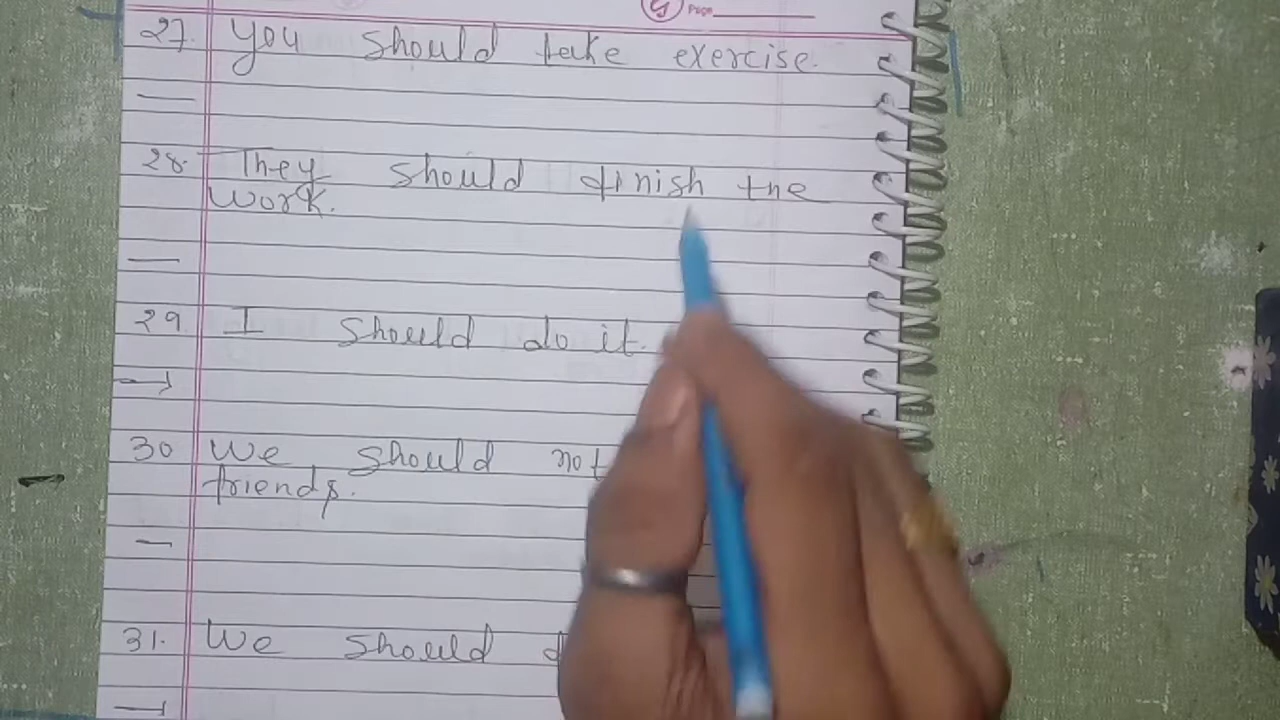 Page
27. You should take exercise.
28. They should finish the
work.
29 I should do it.
30 We should not
friends.
31. We should